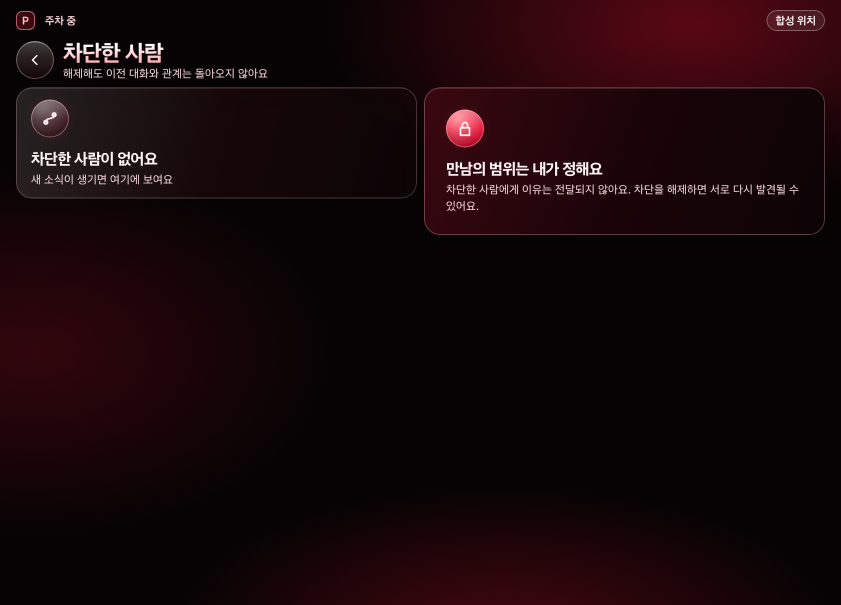 P 주차 중
합성 위치
차단한 사람
해제해도 이전 대화와 관계는 돌아오지 않아요
차단한 사람이 없어요
새 소식이 생기면 여기에 보여요
만남의 범위는 내가 정해요
차단한 사람에게 이유는 전달되지 않아요. 차단을 해제하면 서로 다시 발견될 수
있어요.